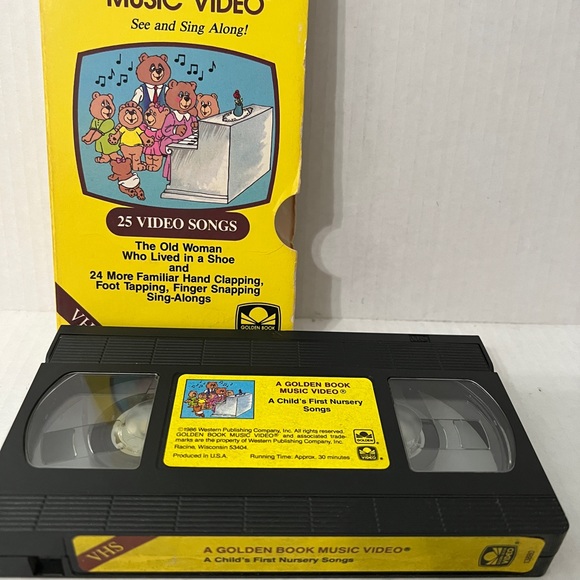 MUSIC VIDEO
See and Sing Along!
25 VIDEO SONGS
The Old Woman
Who Lived in a Shoe
and
24 More Familiar Hand Clapping,
Foot Tapping, Finger Snapping
Sing-Alongs
VHS
GOLDEN BOOK
A GOLDEN BOOK
MUSIC VIDEO®
A Child's First Nursery
Songs
©1986 Western Publishing Company, Inc. All rights reserved.
GOLDEN BOOK MUSIC VIDEO® and associated trade-
marks are the property of Western Publishing Company, Inc.
Racine, Wisconsin 53404.
Produced in U.S.A. Running Time: Approx. 30 minutes
GOLDEN BOOK
VIDEO
VHS
A GOLDEN BOOK MUSIC VIDEO®
A Child's First Nursery Songs